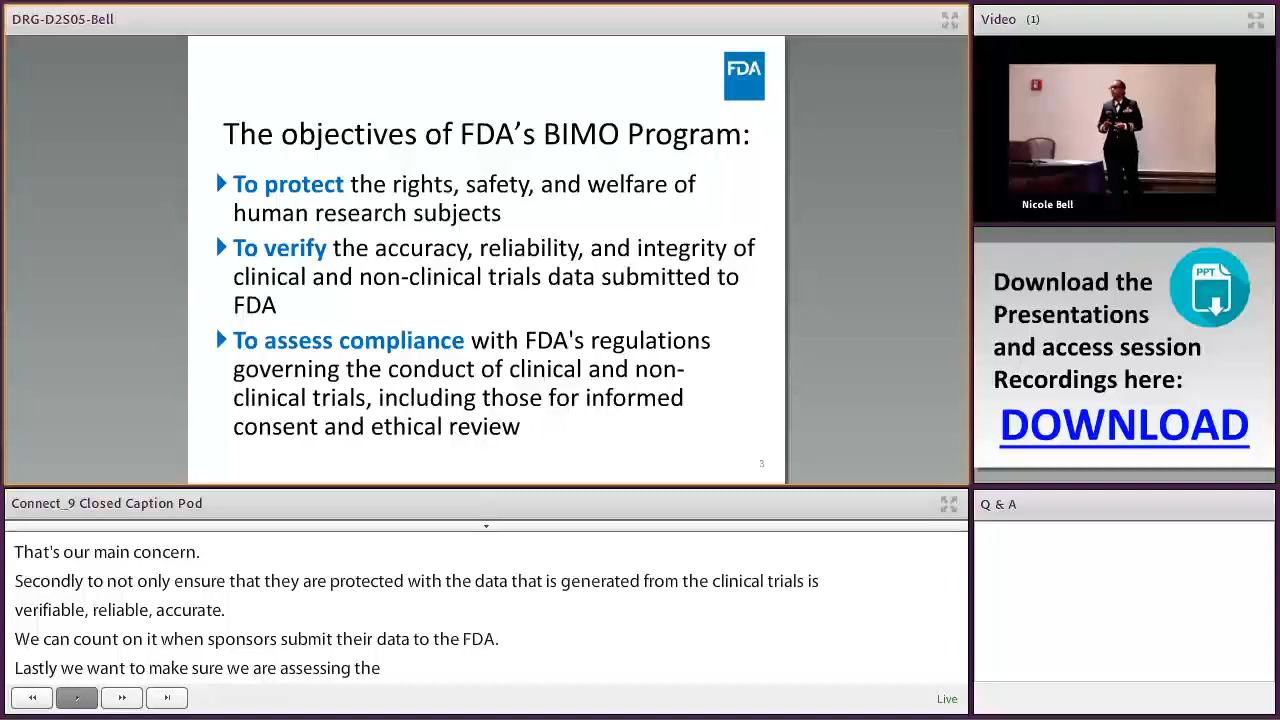 DRG-D2S05-Bell
FDA
The objectives of FDA’s BIMO Program:
To protect the rights, safety, and welfare of
human research subjects
To verify the accuracy, reliability, and integrity of
clinical and non-clinical trials data submitted to
FDA
To assess compliance with FDA's regulations
governing the conduct of clinical and non-
clinical trials, including those for informed
consent and ethical review
3
Video (1)
Nicole Bell
PPT
Download the
Presentations
and access session
Recordings here:
DOWNLOAD
Connect_9 Closed Caption Pod
That's our main concern.
Secondly to not only ensure that they are protected with the data that is generated from the clinical trials is
verifiable, reliable, accurate.
We can count on it when sponsors submit their data to the FDA.
Lastly we want to make sure we are assessing the
Live
Q & A